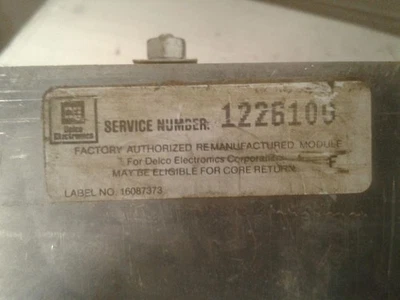 Delco
Electronics
SERVICE NUMBER: 1226106
FACTORY AUTHORIZED REMANUFACTURED MODULE
For Delco Electronics Corporation
F
MAY BE ELIGIBLE FOR CORE RETURN
LABEL NO. 16087373